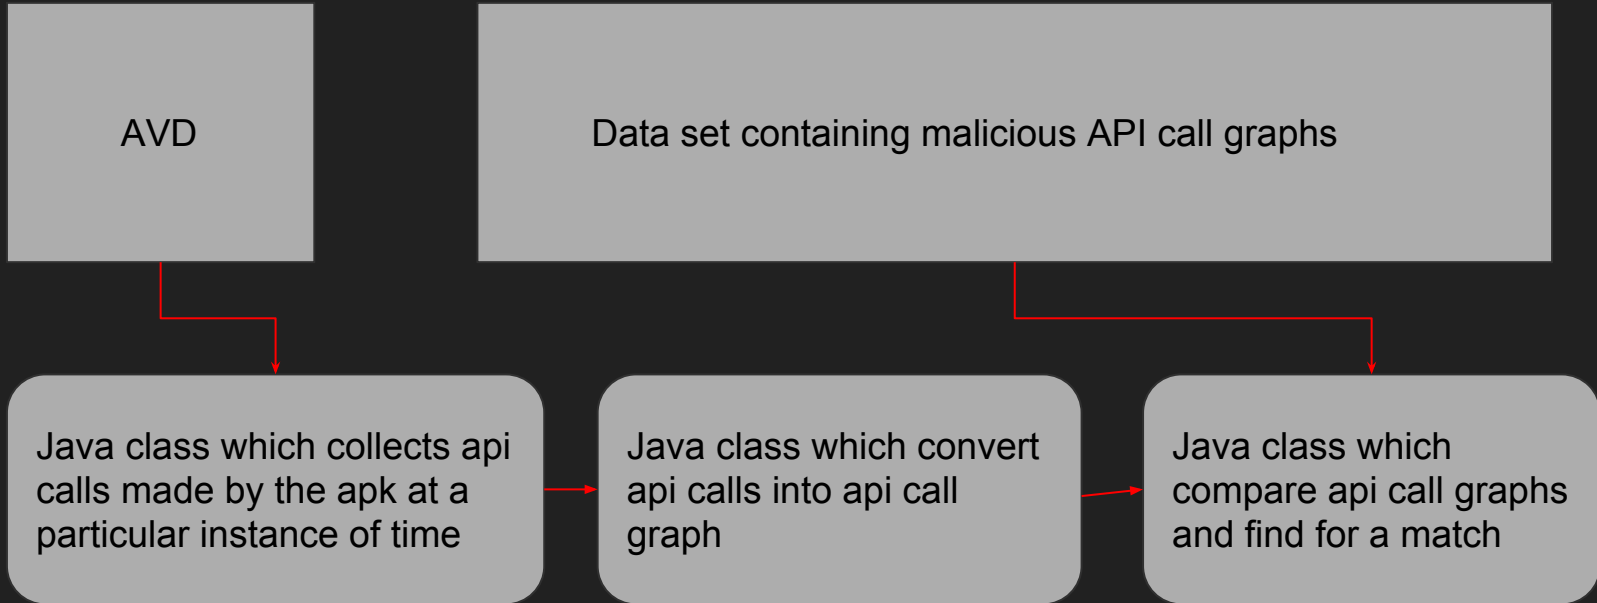 AVD
Data set containing malicious API call graphs
Java class which collects api
calls made by the apk at a
particular instance of time
Java class which convert
api calls into api call
graph
Java class which
compare api call graphs
and find for a match